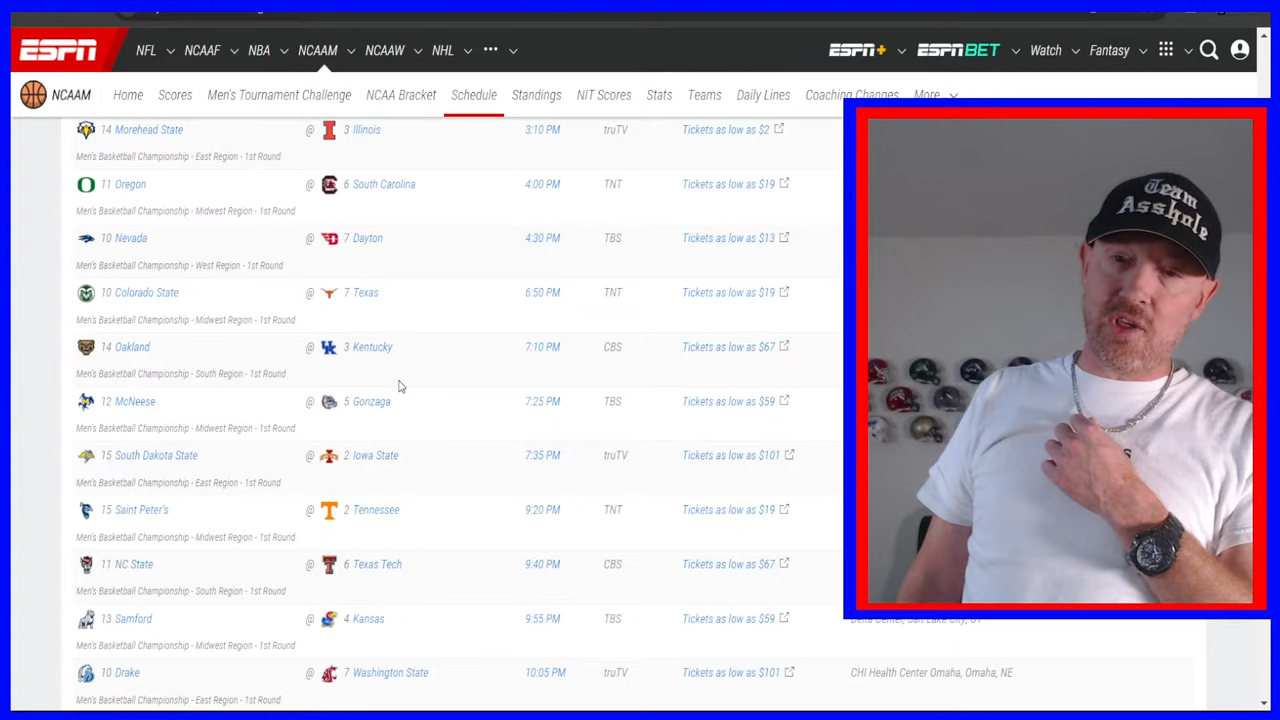 ESPN NFL NCAAF NBA NCAAM NCAAW NHL ••• ESPN+ ESPN BET Watch Fantasy
NCAAM Home Scores Men's Tournament Challenge NCAA Bracket Schedule Standings NIT Scores Stats Teams Daily Lines Coaching Changes More
14 Morehead State @ 3 Illinois 3:10 PM truTV Tickets as low as $2
Men's Basketball Championship - East Region - 1st Round
11 Oregon @ 6 South Carolina 4:00 PM TNT Tickets as low as $19
Men's Basketball Championship - Midwest Region - 1st Round
10 Nevada @ 7 Dayton 4:30 PM TBS Tickets as low as $13
Men's Basketball Championship - West Region - 1st Round
10 Colorado State @ 7 Texas 6:50 PM TNT Tickets as low as $19
Men's Basketball Championship - Midwest Region - 1st Round
14 Oakland @ 3 Kentucky 7:10 PM CBS Tickets as low as $67
Men's Basketball Championship - South Region - 1st Round
12 McNeese @ 5 Gonzaga 7:25 PM TBS Tickets as low as $59
Men's Basketball Championship - Midwest Region - 1st Round
15 South Dakota State @ 2 Iowa State 7:35 PM truTV Tickets as low as $101
Men's Basketball Championship - East Region - 1st Round
15 Saint Peter's @ 2 Tennessee 9:20 PM TNT Tickets as low as $19
Men's Basketball Championship - Midwest Region - 1st Round
11 NC State @ 6 Texas Tech 9:40 PM CBS Tickets as low as $67
Men's Basketball Championship - South Region - 1st Round
13 Samford @ 4 Kansas 9:55 PM TBS Tickets as low as $59 Delta Center, Salt Lake City, UT
Men's Basketball Championship - Midwest Region - 1st Round
10 Drake @ 7 Washington State 10:05 PM truTV Tickets as low as $101 CHI Health Center Omaha, Omaha, NE
Men's Basketball Championship - East Region - 1st Round
Team
Asshole